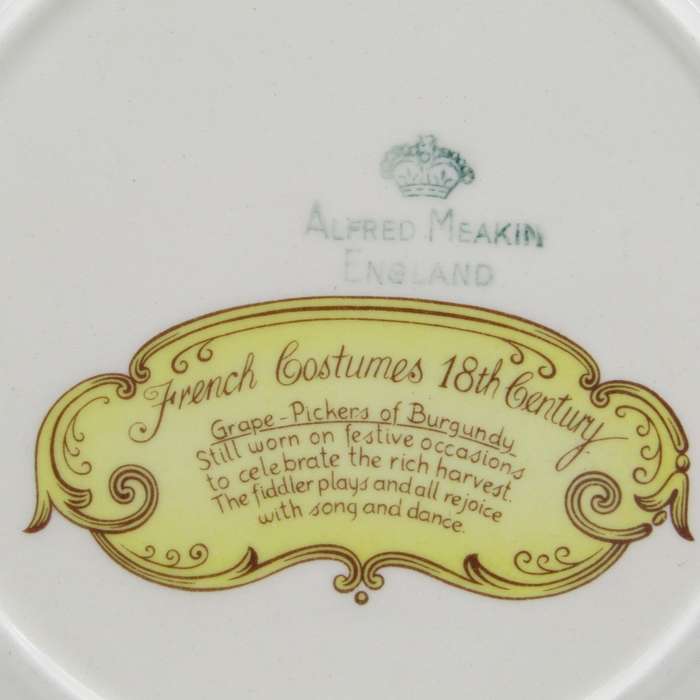 ALFRED MEAKIN
ENGLAND
French Costumes 18th Century
Grape-Pickers of Burgundy
Still worn on festive occasions
to celebrate the rich harvest.
The fiddler plays and all rejoice
with song and dance.